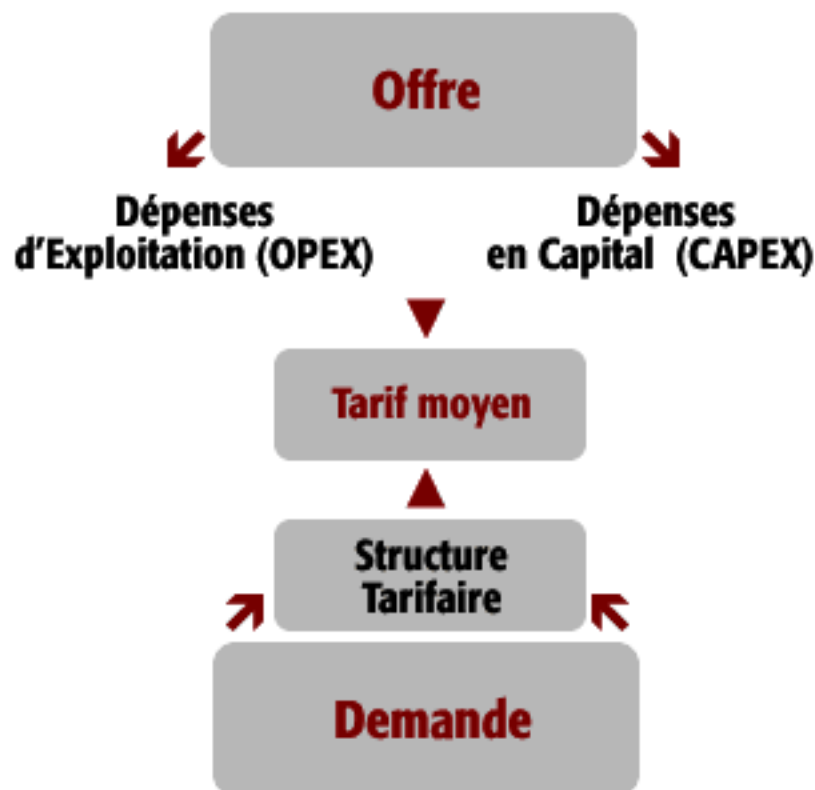 Offre
Dépenses
d'Exploitation (OPEX)
Dépenses
en Capital (CAPEX)
Tarif moyen
Structure
Tarifaire
Demande